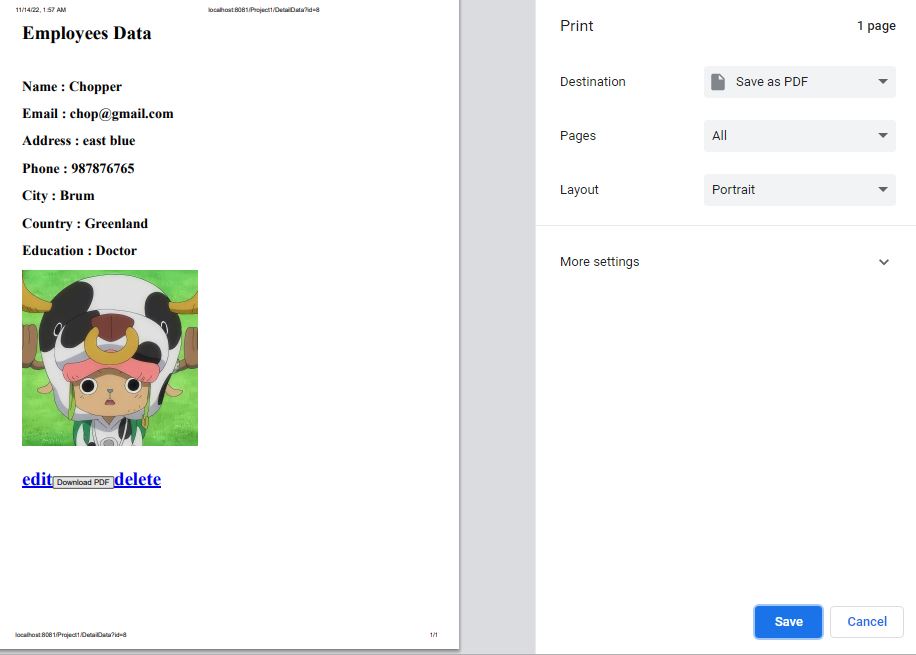 11/14/22, 1:57 AM localhost:8081/Project1/DetailData?id=8
Employees Data
Name : Chopper
Email : chop@gmail.com
Address : east blue
Phone : 987876765
City : Brum
Country : Greenland
Education : Doctor
edit Download PDF delete
localhost:8081/Project1/DetailData?id=8 1/1
Print 1 page
Destination Save as PDF
Pages All
Layout Portrait
More settings
Save Cancel